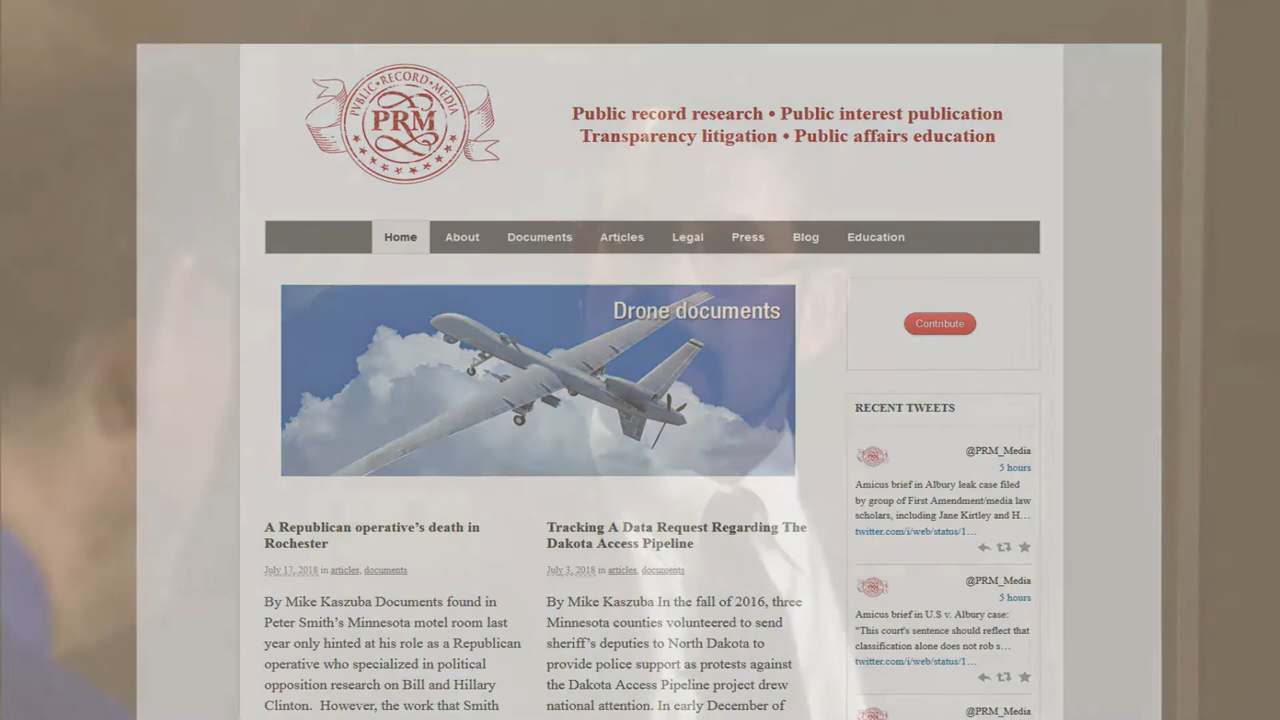 PUBLIC • RECORD • MEDIA
PRM
Public record research • Public interest publication
Transparency litigation • Public affairs education
Home About Documents Articles Legal Press Blog Education
Drone documents
Contribute
A Republican operative's death in
Rochester
July 17, 2018 in articles, documents
By Mike Kaszuba Documents found in
Peter Smith's Minnesota motel room last
year only hinted at his role as a Republican
operative who specialized in political
opposition research on Bill and Hillary
Clinton. However, the work that Smith
Tracking A Data Request Regarding The
Dakota Access Pipeline
July 3, 2018 in articles, documents
By Mike Kaszuba In the fall of 2016, three
Minnesota counties volunteered to send
sheriff's deputies to North Dakota to
provide police support as protests against
the Dakota Access Pipeline project drew
national attention. In early December of
RECENT TWEETS
@PRM_Media
5 hours
Amicus brief in Albury leak case filed
by group of First Amendment/media law
scholars, including Jane Kirtley and H...
twitter.com/i/web/status/1...
@PRM_Media
5 hours
Amicus brief in U.S v. Albury case:
"This court's sentence should reflect that
classification alone does not rob s...
twitter.com/i/web/status/1...
@PRM_Media